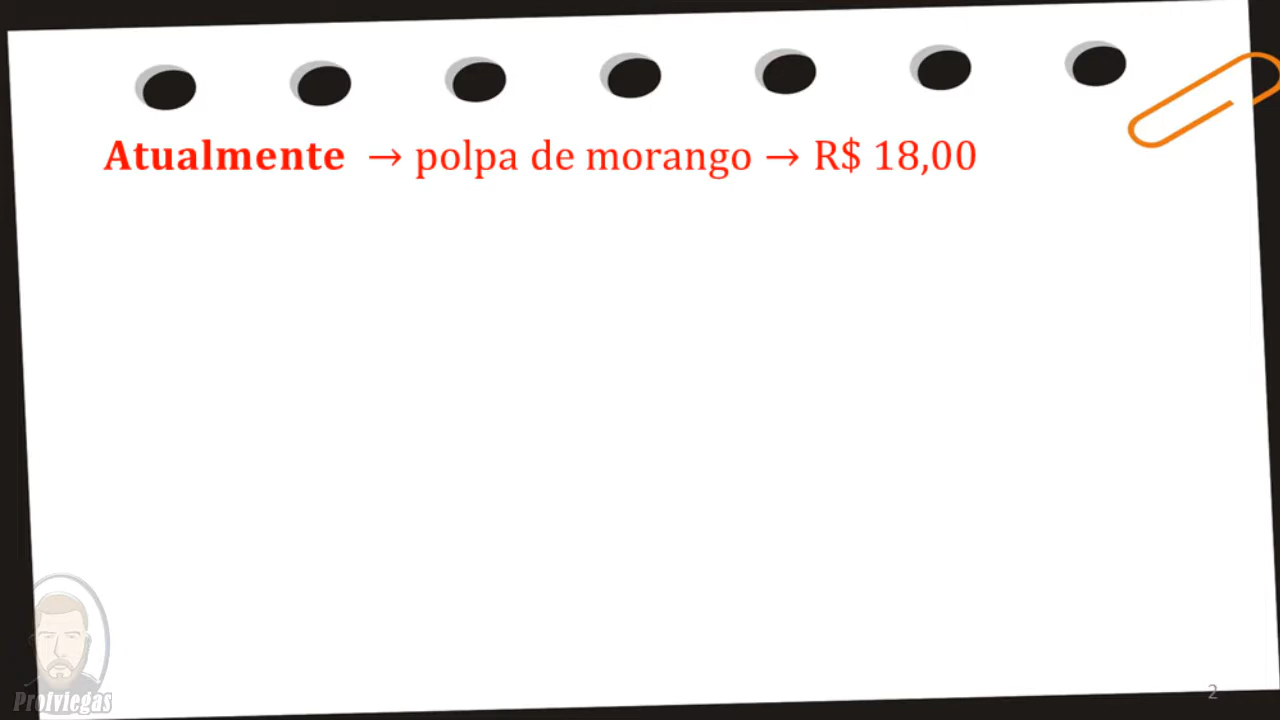 Atualmente → polpa de morango → R$ 18,00
Profviegas
2